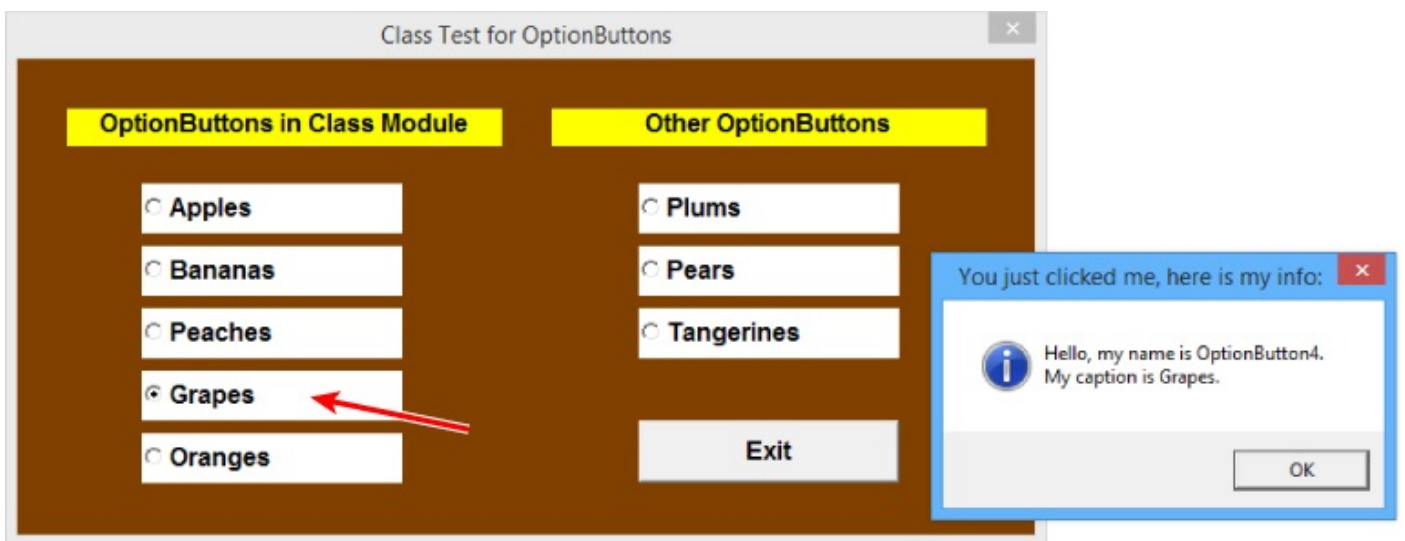 Class Test for OptionButtons
OptionButtons in Class Module
Other OptionButtons
Apples
Bananas
Peaches
Grapes
Oranges
Plums
Pears
Tangerines
Exit
You just clicked me, here is my info:
Hello, my name is OptionButton4.
My caption is Grapes.
OK